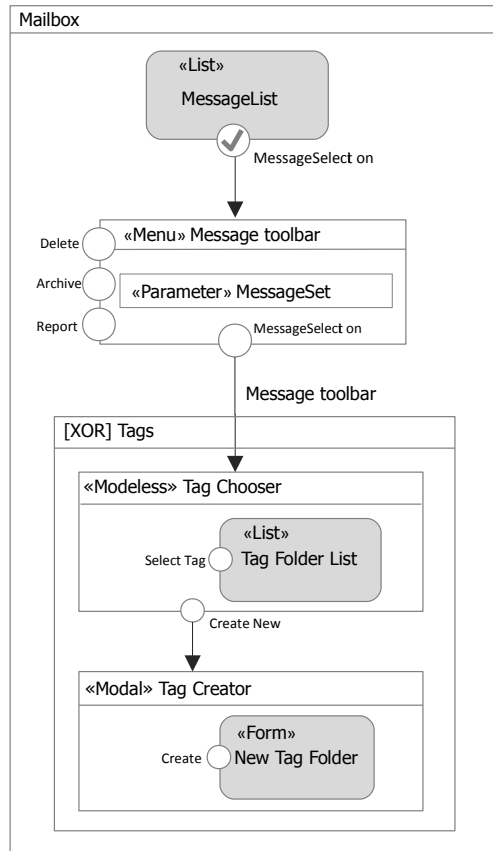 Mailbox
«List»
MessageList
MessageSelect on
Delete
«Menu» Message toolbar
Archive
«Parameter» MessageSet
Report
MessageSelect on
Message toolbar
[XOR] Tags
«Modeless» Tag Chooser
«List»
Select Tag
Tag Folder List
Create New
«Modal» Tag Creator
«Form»
Create
New Tag Folder